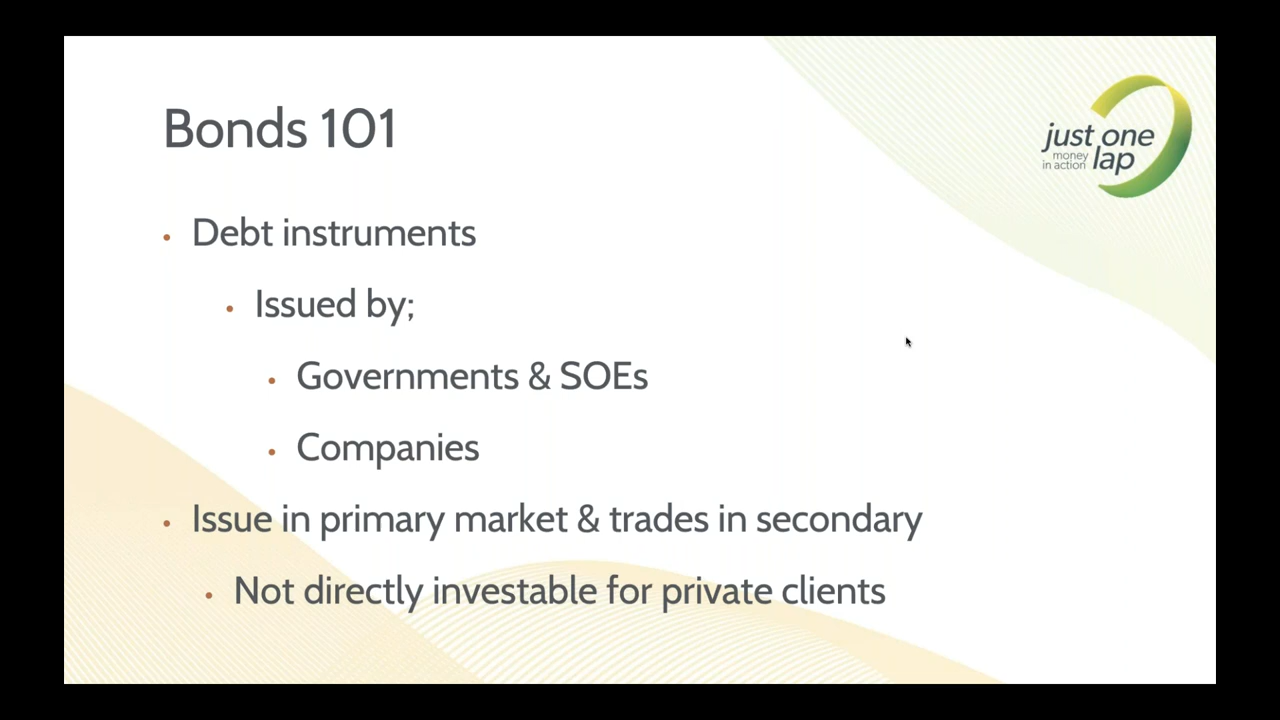 Bonds 101
just one
money
in action lap
• Debt instruments
• Issued by;
• Governments & SOEs
• Companies
• Issue in primary market & trades in secondary
• Not directly investable for private clients